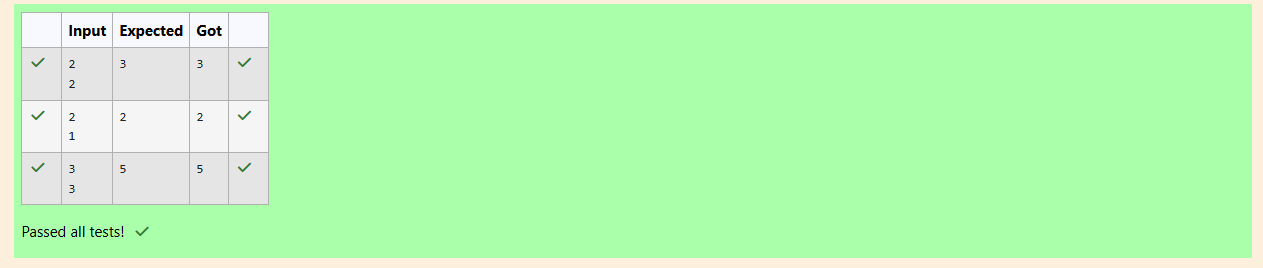 Input Expected Got
2 3 3
2
2 2 2
1
3 5 5
3
Passed all tests!